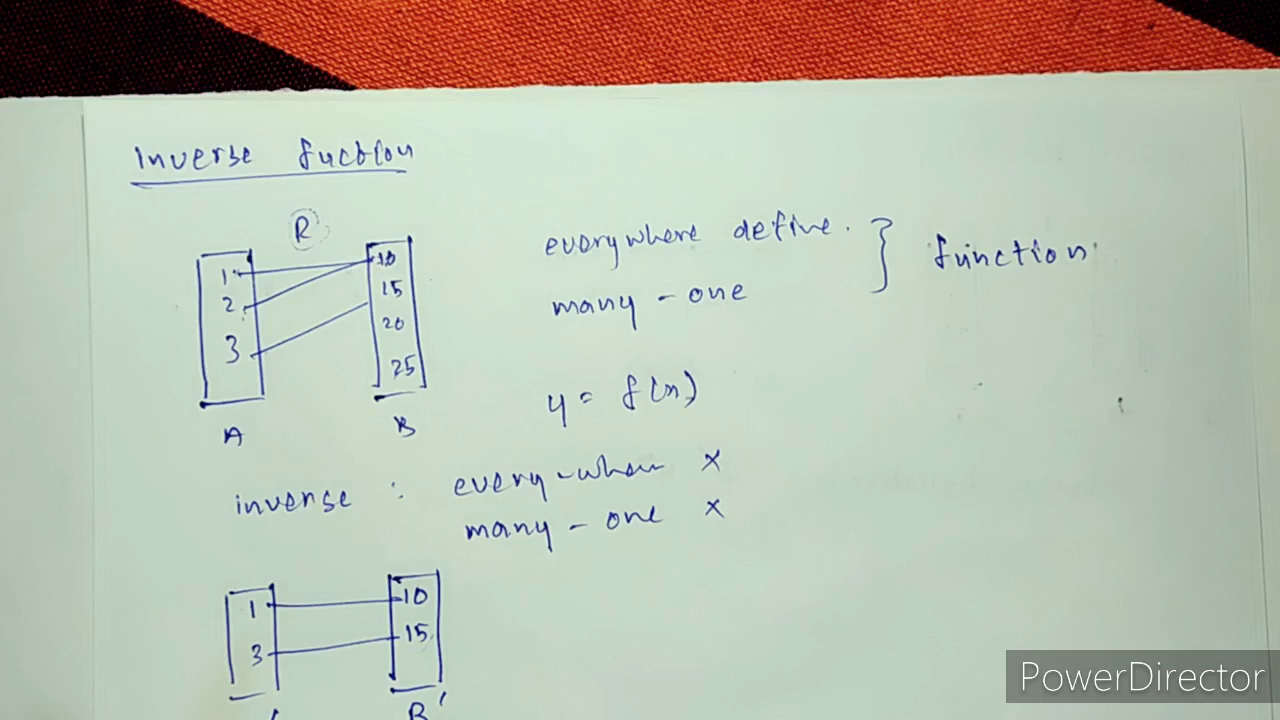 Inverse fuction
R
1
2
3
A
10
15
20
25
B
everywhere define.
many - one
} function
y = f(x)
inverse : every-where ×
many - one ×
1
3
10
15
B'
PowerDirector